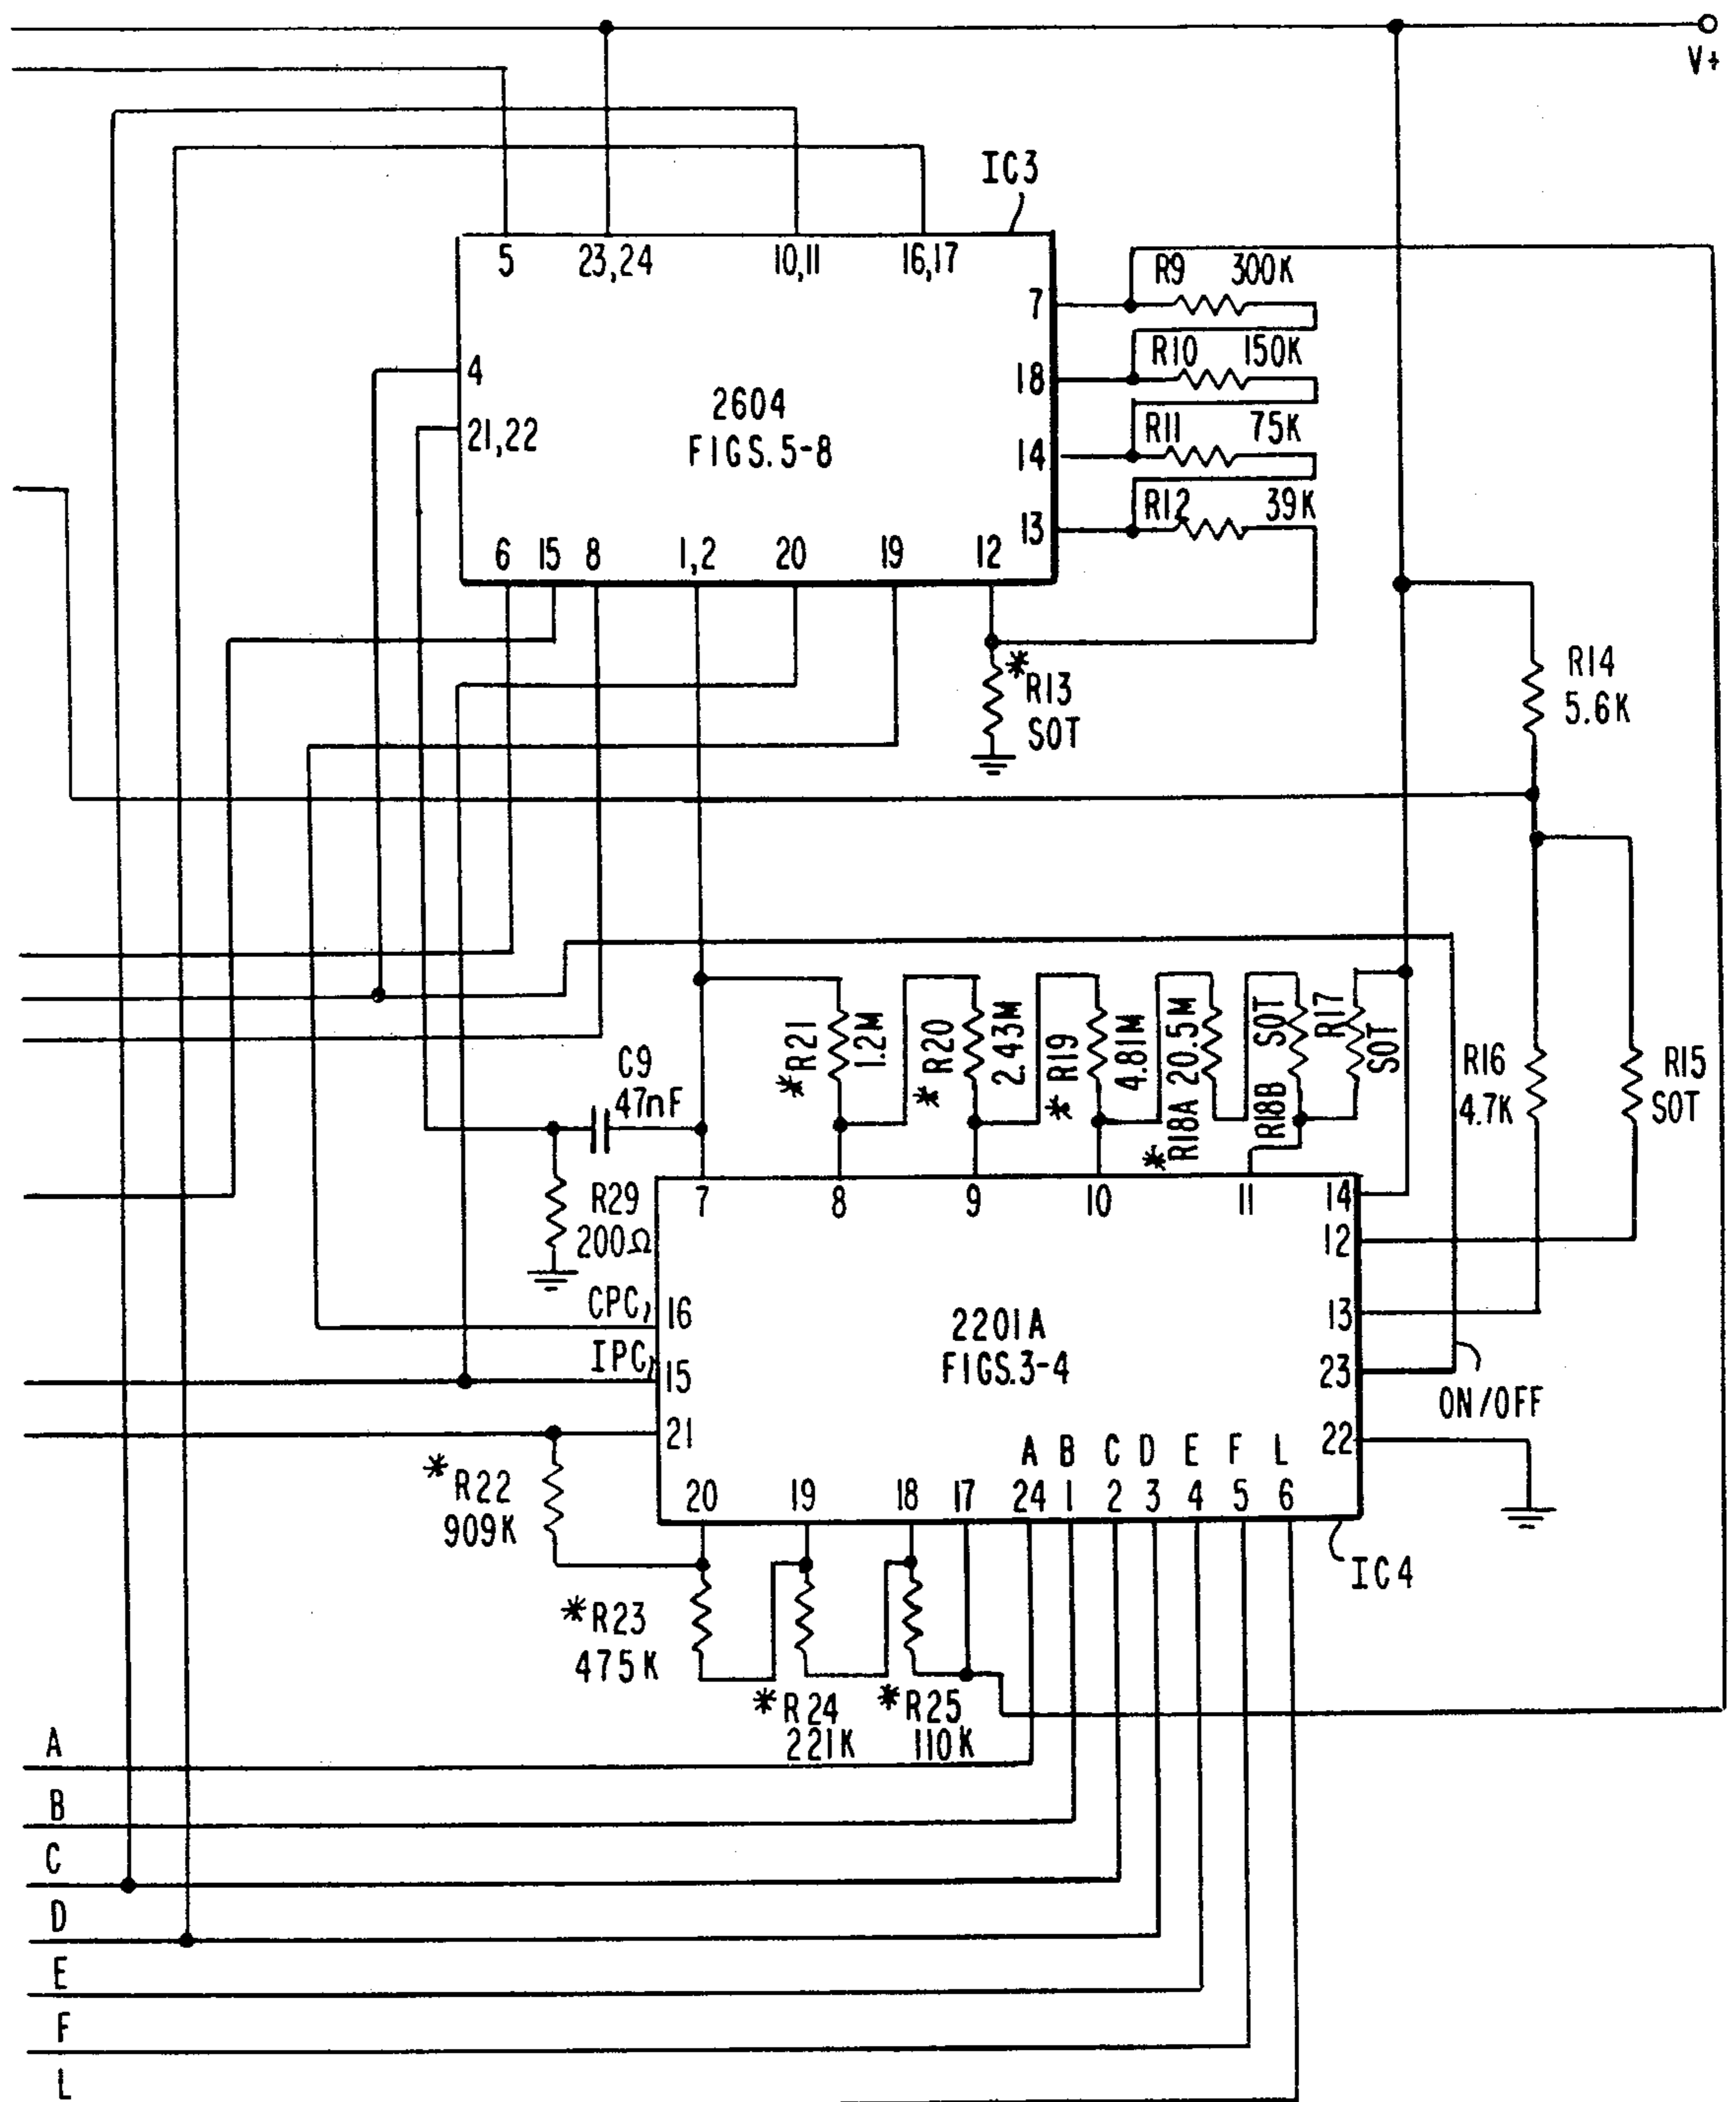 V+
IC3
5 23,24 10,11 16,17
R9 300K
7
R10 150K
4
18
2604
R11 75K
21,22
FIGS.5-8
14
R12 39K
13
6 15 8 1,2 20 19 12
*R13
SOT
R14
5.6K
*R21
1.2M
*R20
2.43M
*R19
4.81M
*R18A 20.5M
R18B SOT
R17
SOT
R16
4.7K
R15
SOT
C9
47nF
R29
200Ω
7 8 9 10 11 14
12
CPC, 16
13
2201A
FIGS.3-4
IPC, 15
23
ON/OFF
21
22
A B C D E F L
20 19 18 17 24 1 2 3 4 5 6
*R22
909K
IC4
*R23
475K
*R24
221K
*R25
110K
A
B
C
D
E
F
L